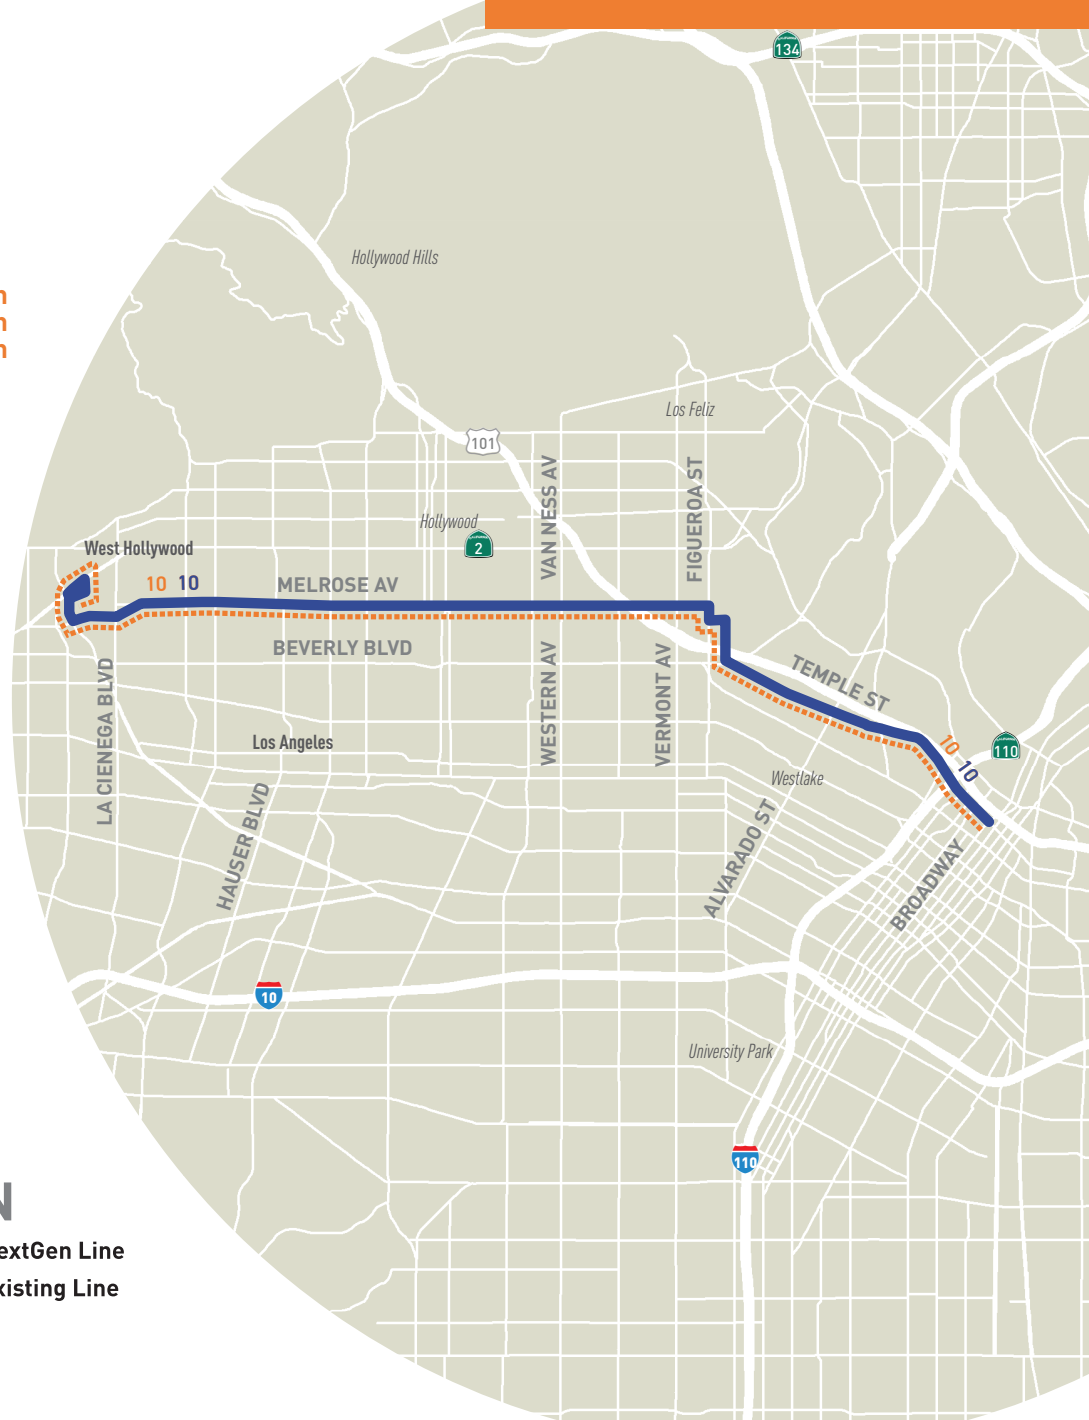 134
Hollywood Hills
n
n
n
Los Feliz
101
VAN NESS AV
FIGUEROA ST
Hollywood
2
West Hollywood
10 10
MELROSE AV
BEVERLY BLVD
LA CIENEGA BLVD
WESTERN AV
VERMONT AV
TEMPLE ST
Los Angeles
10
10
110
Westlake
HAUSER BLVD
ALVARADO ST
BROADWAY
10
University Park
110
N
extGen Line
xisting Line